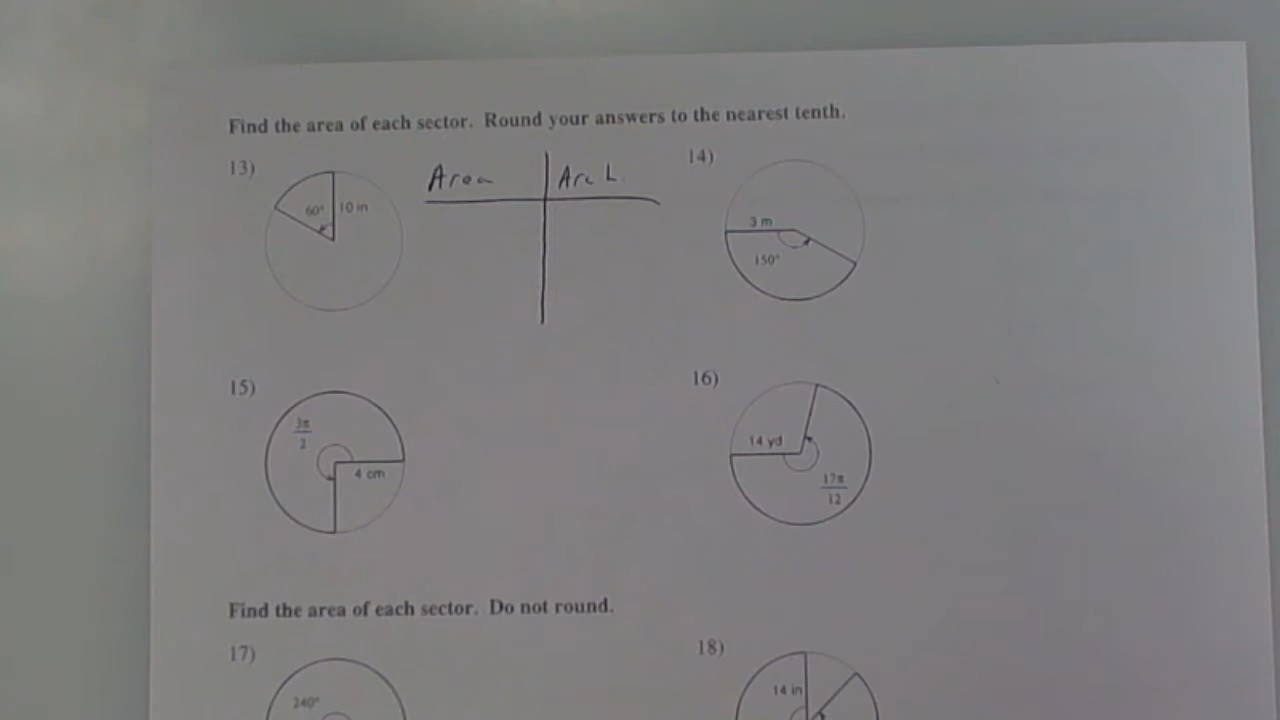 Find the area of each sector. Round your answers to the nearest tenth.
13)
60°
10 in
Area
Arc L.
14)
3 m
150°
15)
3π
2
4 cm
16)
14 yd
17π
12
Find the area of each sector. Do not round.
17)
240°
18)
14 in